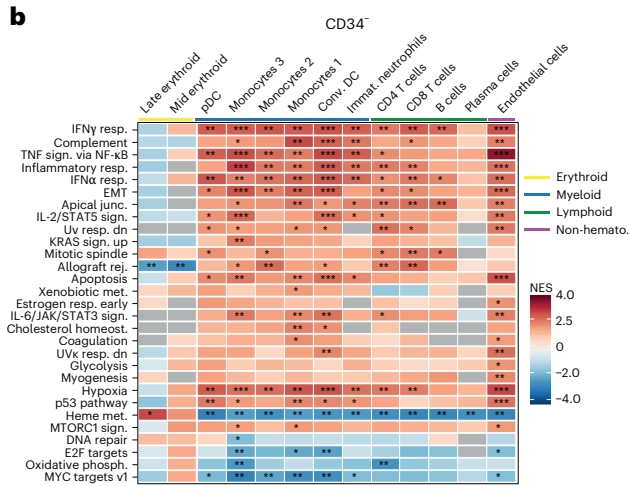 b
CD34⁻
Late erythroid
Mid erythroid
pDC
Monocytes 3
Monocytes 2
Monocytes 1
Conv. DC
Immat. neutrophils
CD4 T cells
CD8 T cells
B cells
Plasma cells
Endothelial cells
IFNγ resp. ** *** ** ** *** ** ** ** ** ***
Complement * ** *** ** * **
TNF sign. via NF-κB ** *** ** ** *** ** * ***
Inflammatory resp. *** ** ** *** ** ** ** ***
IFNα resp. ** ** ** ** *** ** * ** * **
EMT * *** ** ** *** * ***
Apical junc. * ** * * ** ** ** **
IL-2/STAT5 sign. * *** *** * * **
Uv resp. dn * * * * ** * **
KRAS sign. up **
Mitotic spindle * * * ** *
Allograft rej. ** ** * ** * ** **
Apoptosis * ** ** *** * ***
Xenobiotic met. *
Estrogen resp. early *
IL-6/JAK/STAT3 sign. ** ** ** * **
Cholesterol homeost. ** *
Coagulation * *
UVκ resp. dn ** **
Glycolysis *
Myogenesis **
Hypoxia ** *** ** ** *** ** ** ** ***
p53 pathway ** * ** * * ***
Heme met. * ** ** ** ** ** ** ** ** ** ** **
MTORC1 sign. * * *
DNA repair *
E2F targets ** * ** *
Oxidative phosph. ** **
MYC targets v1 * ** ** ** ** * *
Erythroid
Myeloid
Lymphoid
Non-hemato.
NES
4.0
2.5
0
−2.0
−4.0